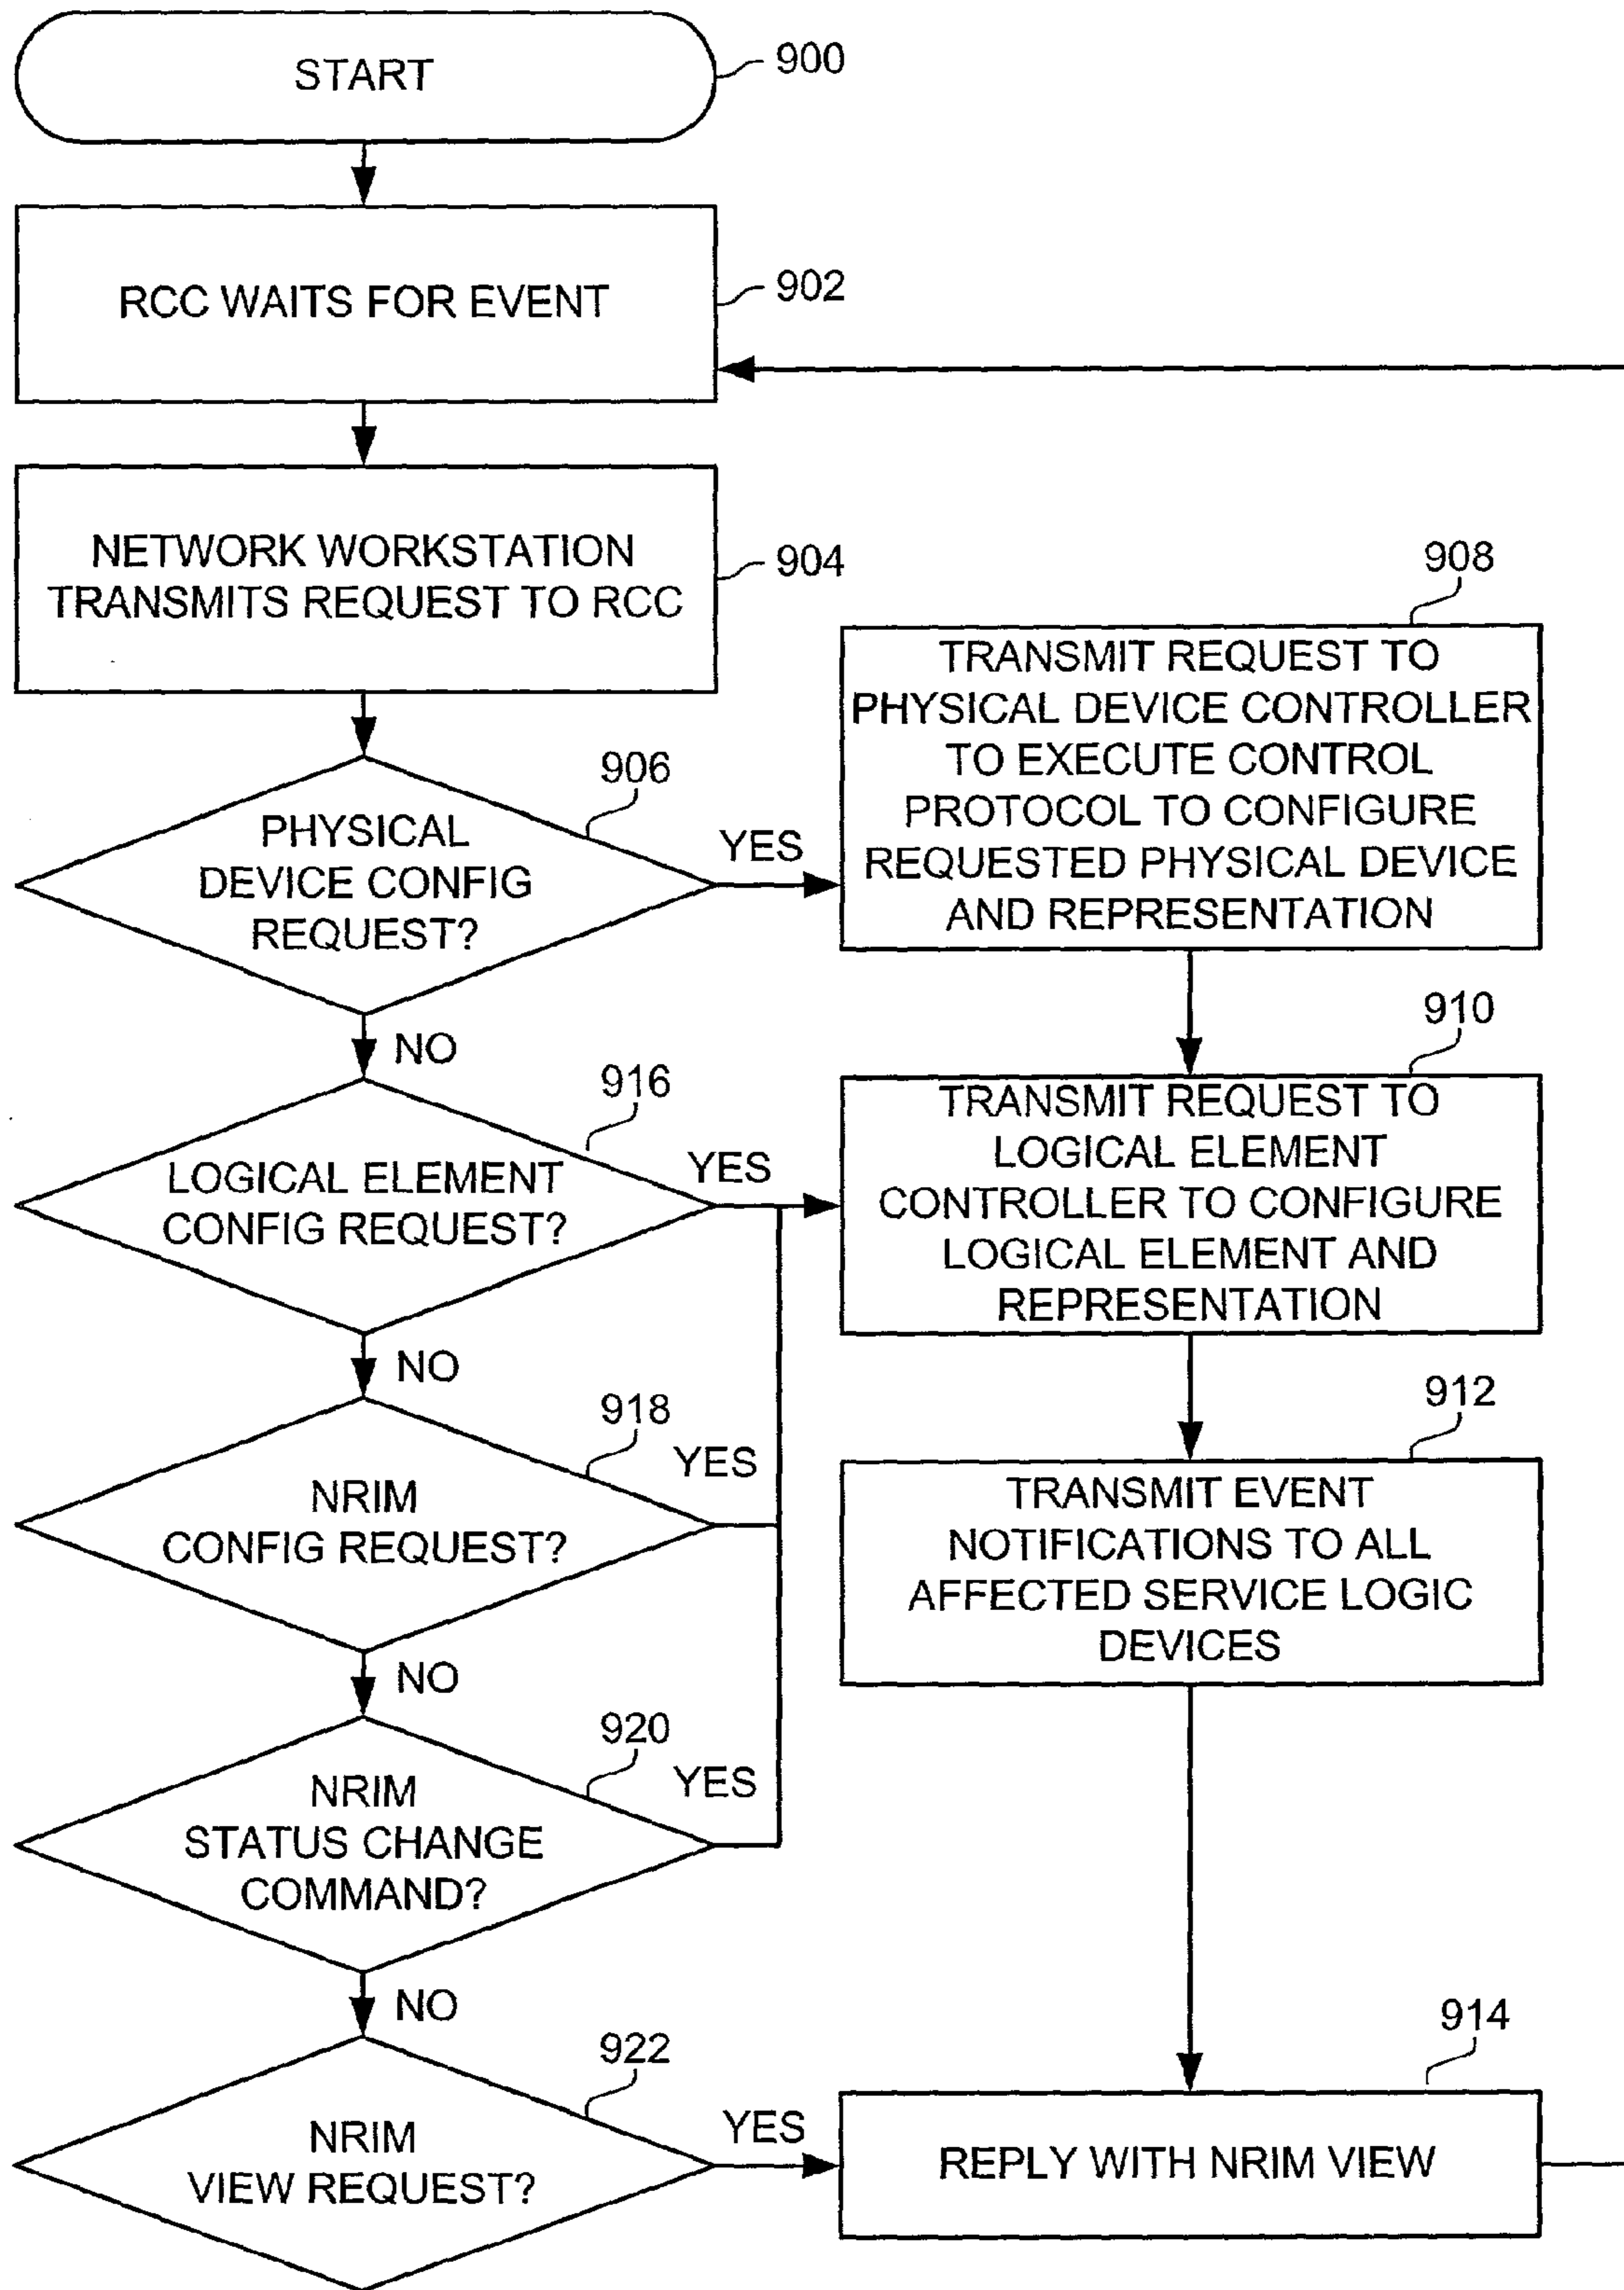 START
900
RCC WAITS FOR EVENT
902
NETWORK WORKSTATION
TRANSMITS REQUEST TO RCC
904
906
PHYSICAL
DEVICE CONFIG
REQUEST?
YES
NO
908
TRANSMIT REQUEST TO
PHYSICAL DEVICE CONTROLLER
TO EXECUTE CONTROL
PROTOCOL TO CONFIGURE
REQUESTED PHYSICAL DEVICE
AND REPRESENTATION
916
LOGICAL ELEMENT
CONFIG REQUEST?
YES
NO
910
TRANSMIT REQUEST TO
LOGICAL ELEMENT
CONTROLLER TO CONFIGURE
LOGICAL ELEMENT AND
REPRESENTATION
918
NRIM
CONFIG REQUEST?
YES
NO
912
TRANSMIT EVENT
NOTIFICATIONS TO ALL
AFFECTED SERVICE LOGIC
DEVICES
920
NRIM
STATUS CHANGE
COMMAND?
YES
NO
922
NRIM
VIEW REQUEST?
YES
914
REPLY WITH NRIM VIEW